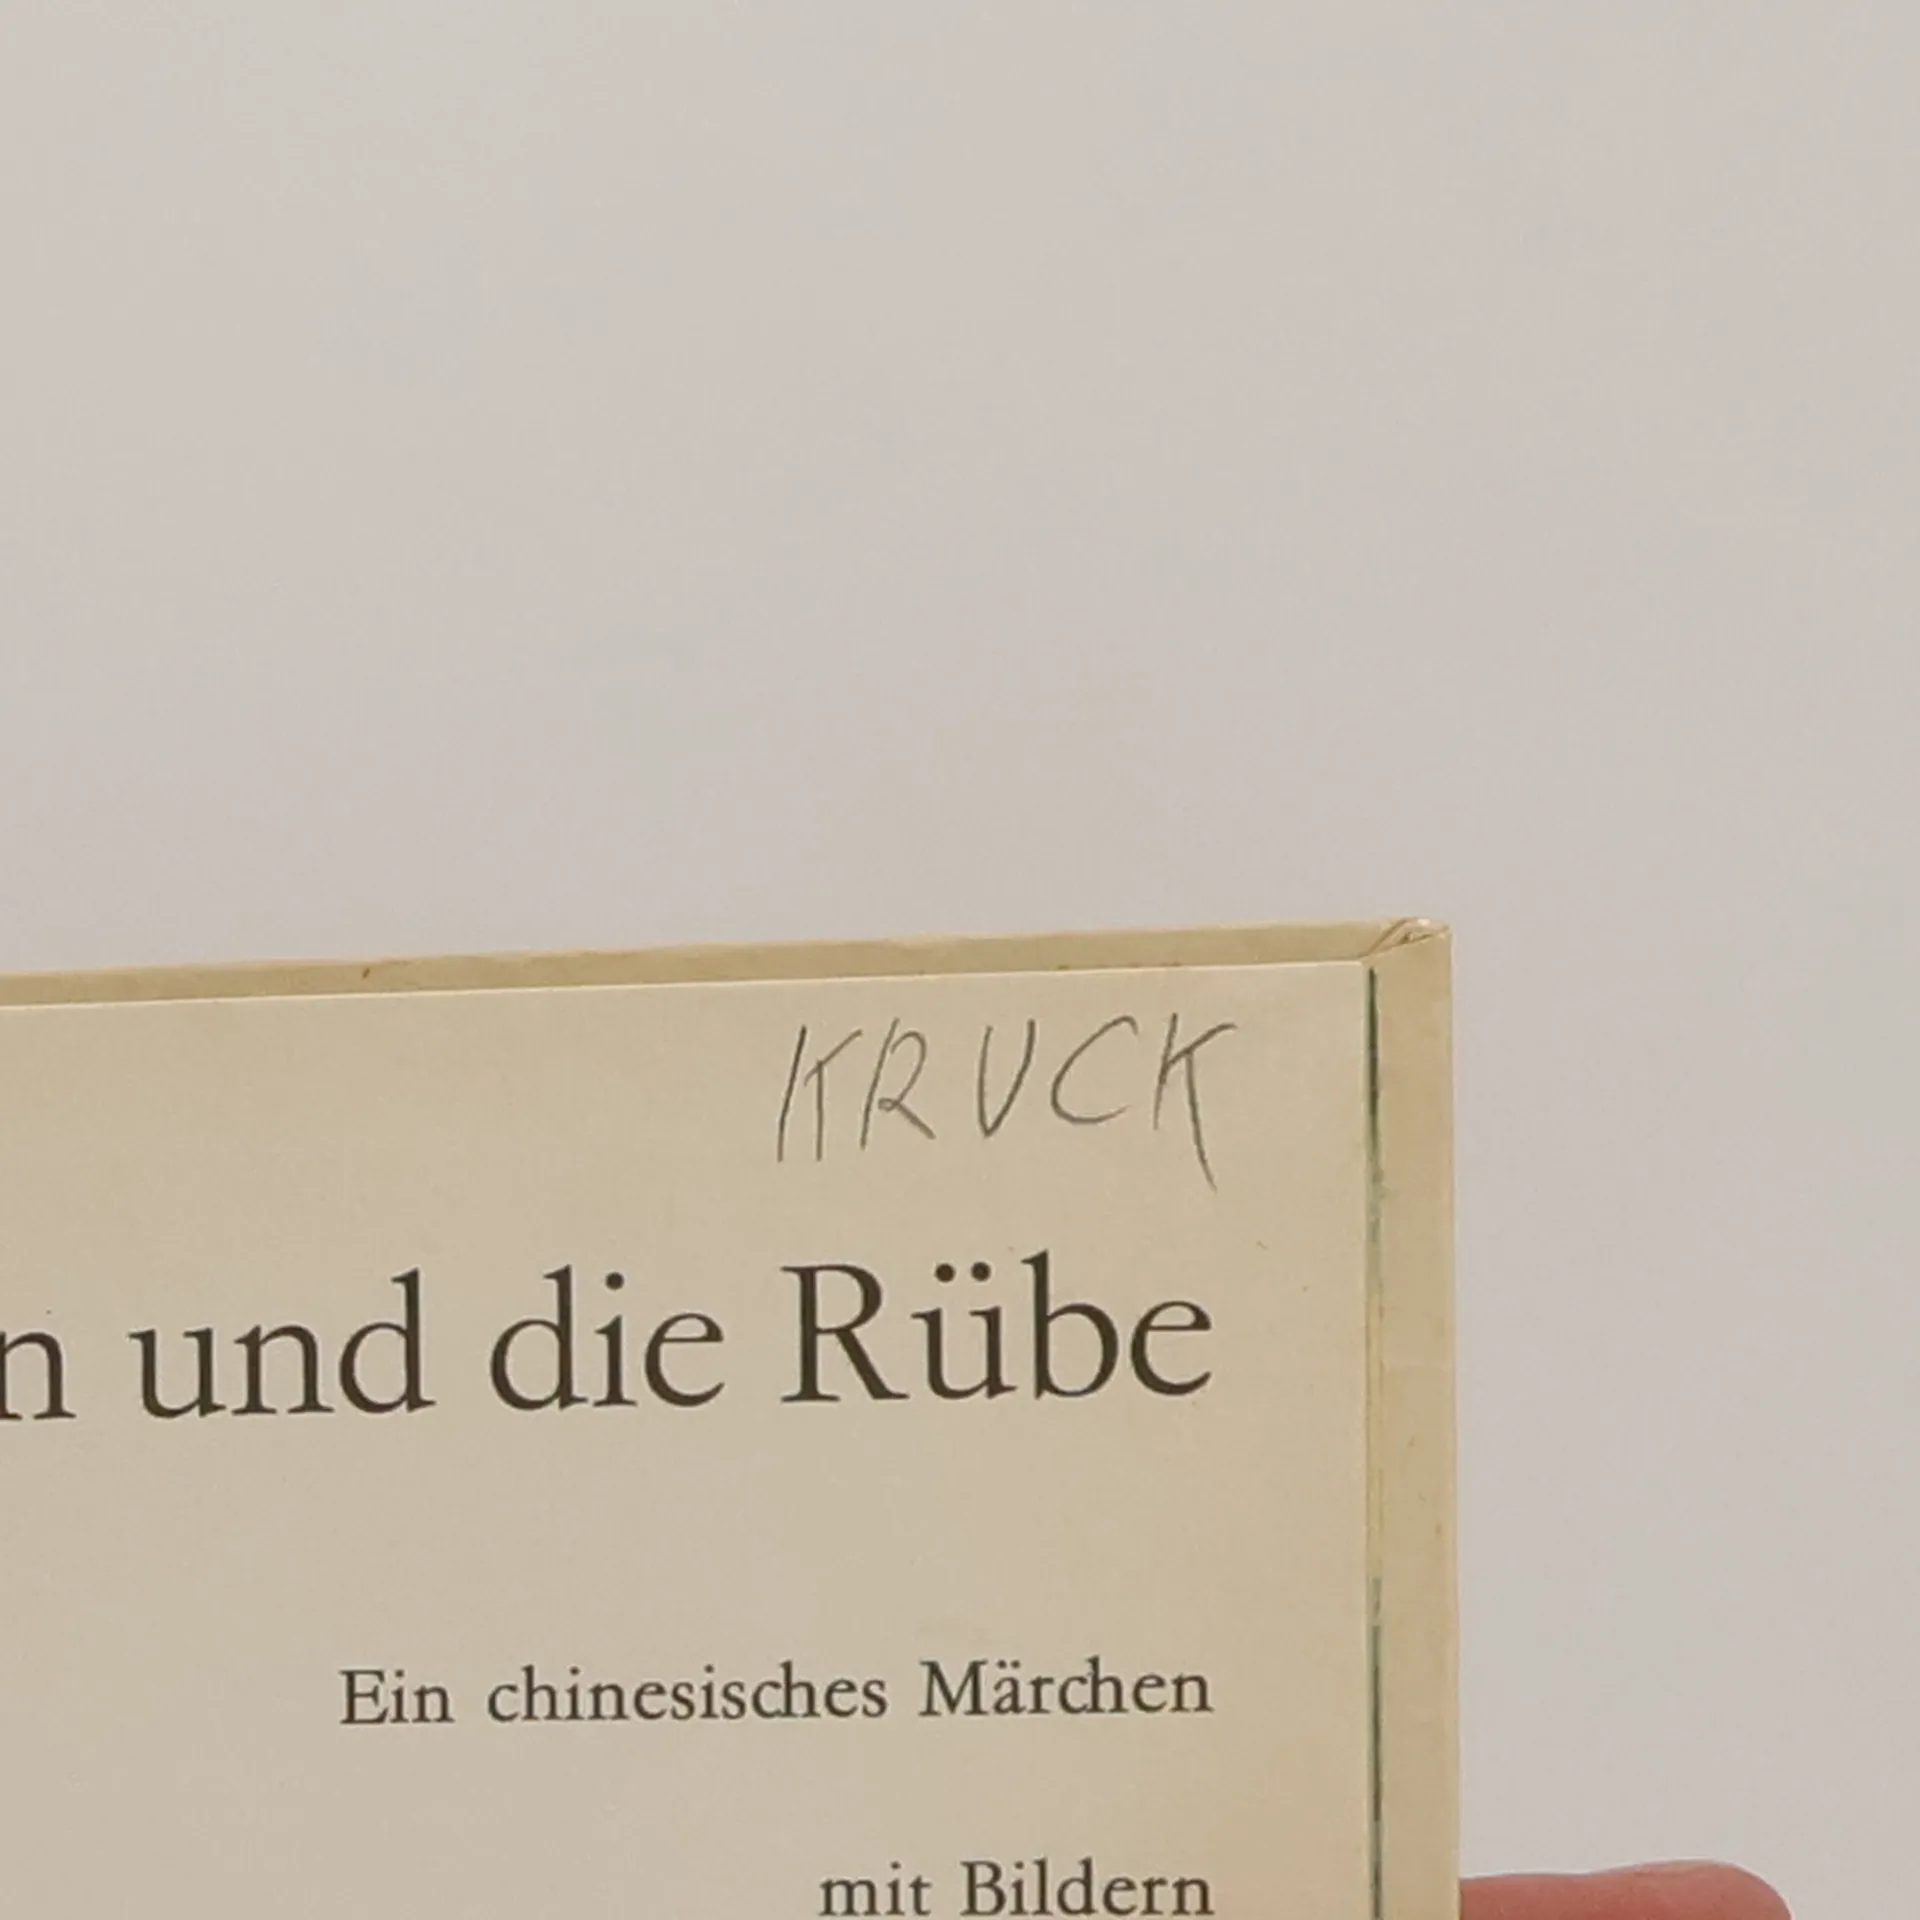 KRUCK
n und die Rübe
Ein chinesisches Märchen
mit Bildern